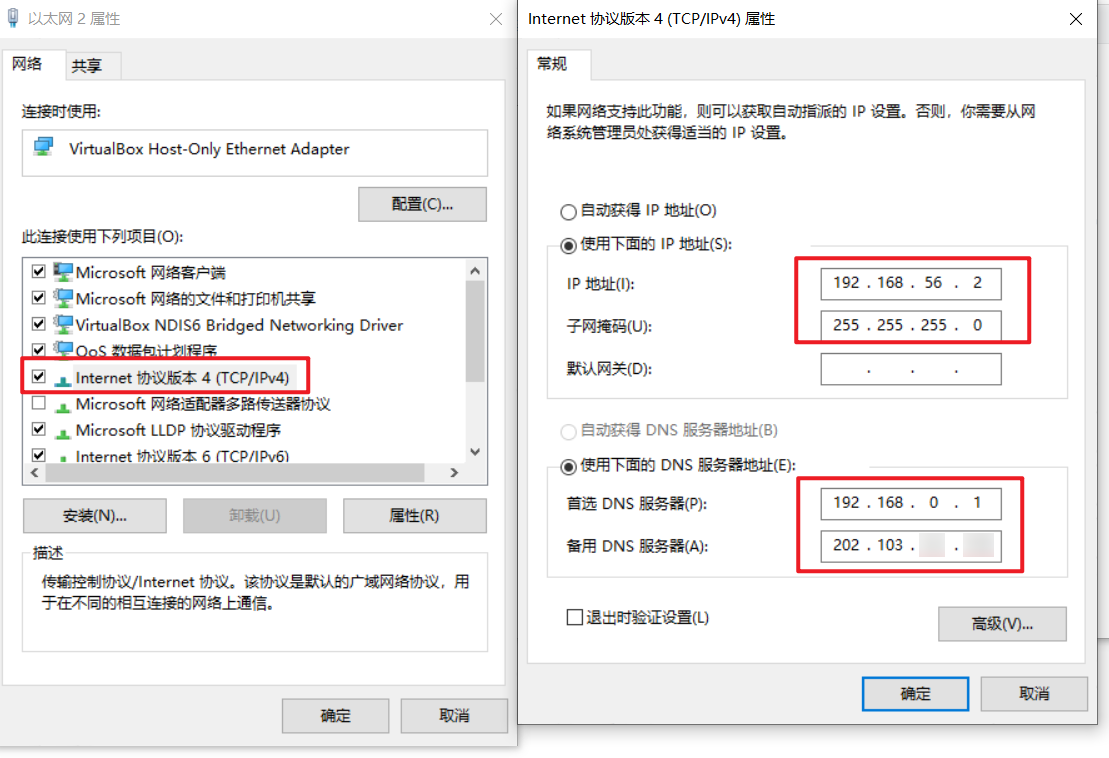 以太网 2 属性
网络
共享
连接时使用:
VirtualBox Host-Only Ethernet Adapter
配置(C)...
此连接使用下列项目(O):
Microsoft 网络客户端
Microsoft 网络的文件和打印机共享
VirtualBox NDIS6 Bridged Networking Driver
QoS 数据包计划程序
Internet 协议版本 4 (TCP/IPv4)
Microsoft 网络适配器多路传送器协议
Microsoft LLDP 协议驱动程序
Internet 协议版本 6 (TCP/IPv6)
安装(N)...
卸载(U)
属性(R)
描述
传输控制协议/Internet 协议。该协议是默认的广域网络协议，用
于在不同的相互连接的网络上通信。
确定
取消
Internet 协议版本 4 (TCP/IPv4) 属性
常规
如果网络支持此功能，则可以获取自动指派的 IP 设置。否则，你需要从网
络系统管理员处获得适当的 IP 设置。
自动获得 IP 地址(O)
使用下面的 IP 地址(S):
IP 地址(I):
192 . 168 . 56 . 2
子网掩码(U):
255 . 255 . 255 . 0
默认网关(D):
. . .
自动获得 DNS 服务器地址(B)
使用下面的 DNS 服务器地址(E):
首选 DNS 服务器(P):
192 . 168 . 0 . 1
备用 DNS 服务器(A):
202 . 103 . .
退出时验证设置(L)
高级(V)...
确定
取消